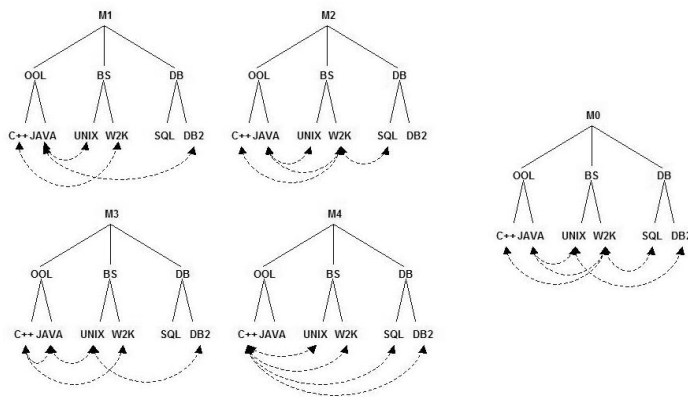 M1
OOL BS DB
C++ JAVA UNIX W2K SQL DB2
M2
OOL BS DB
C++ JAVA UNIX W2K SQL DB2
M0
OOL BS DB
C++ JAVA UNIX W2K SQL DB2
M3
OOL BS DB
C++ JAVA UNIX W2K SQL DB2
M4
OOL BS DB
C++ JAVA UNIX W2K SQL DB2